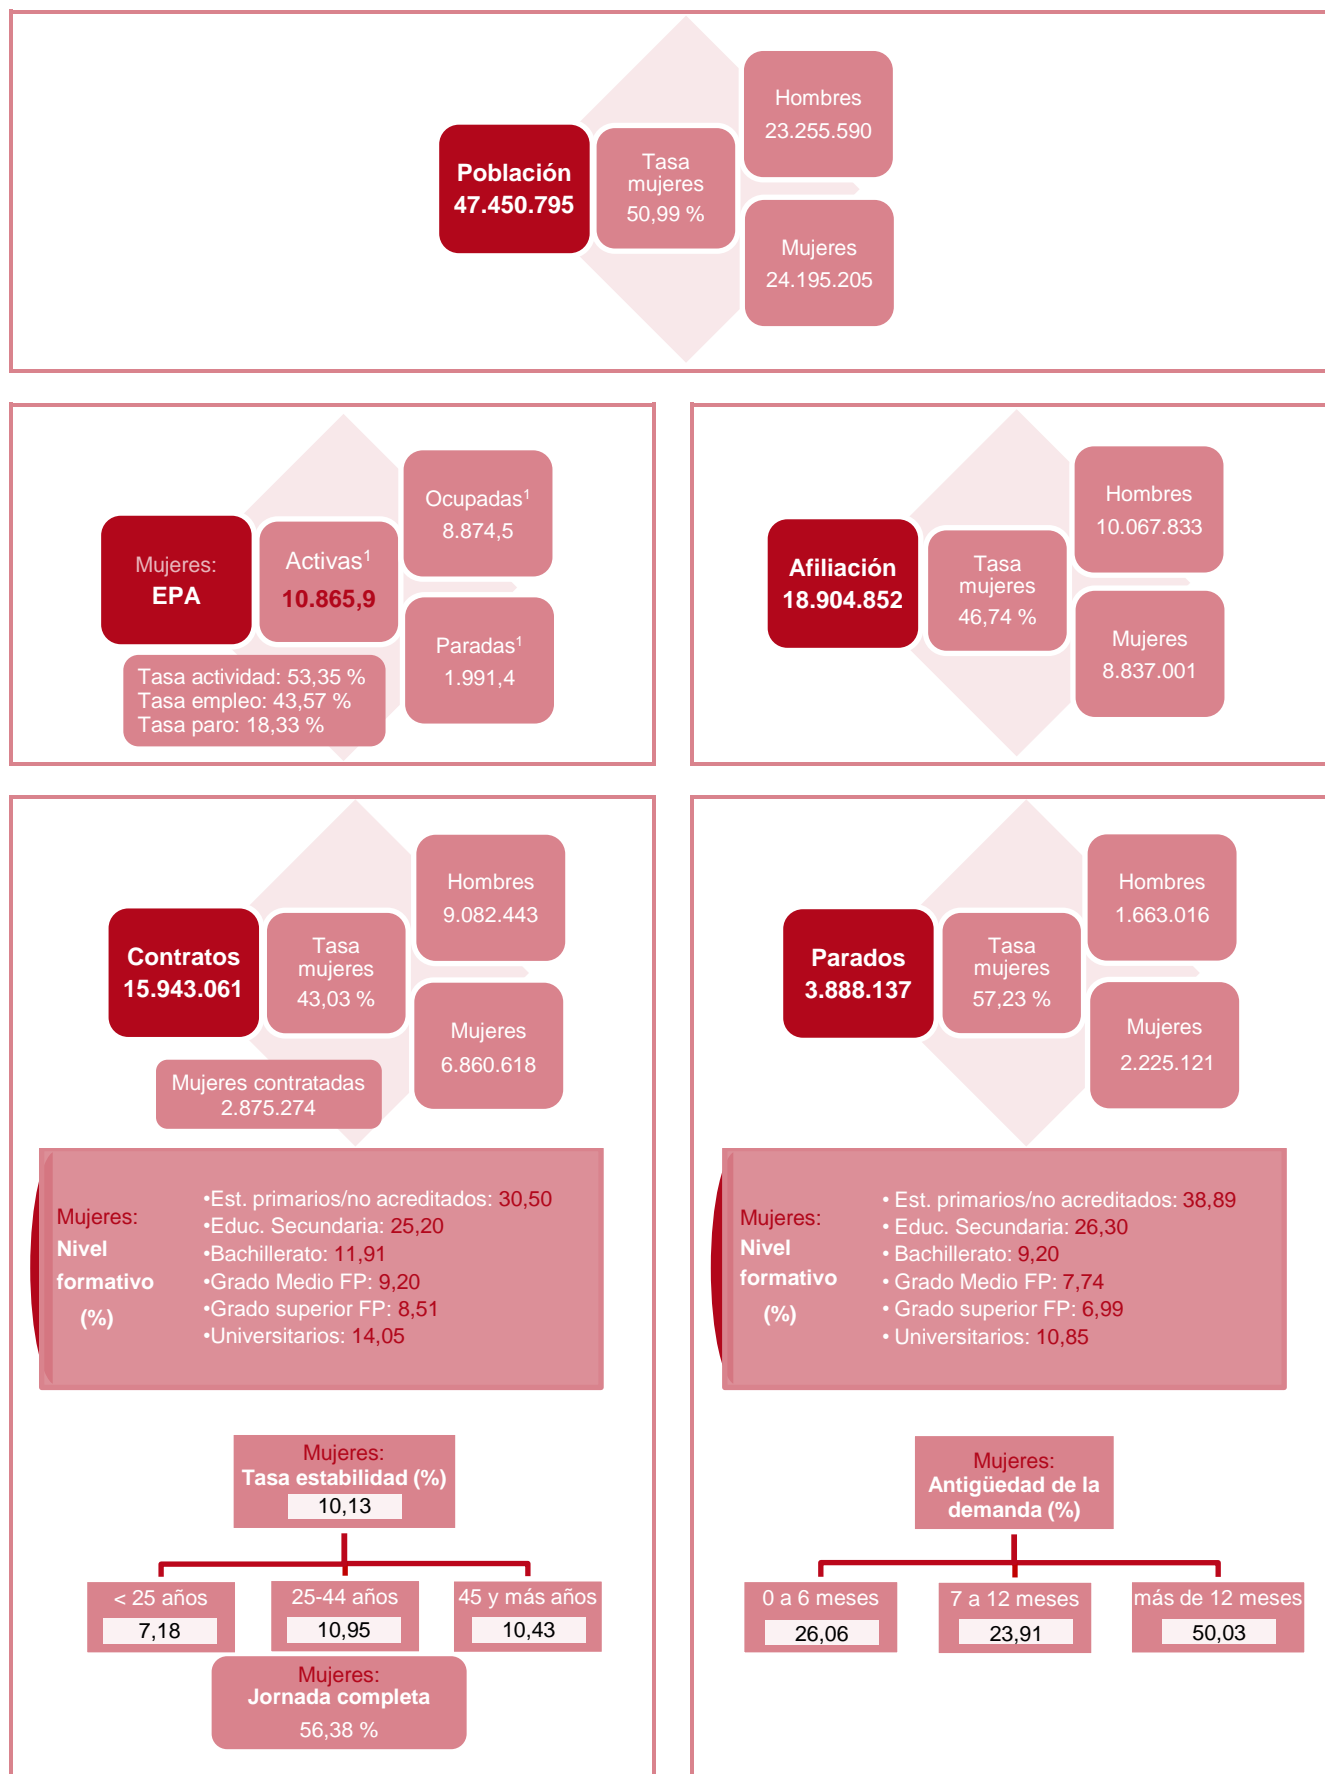 Población
47.450.795
Tasa
mujeres
50,99 %
Hombres
23.255.590
Mujeres
24.195.205
Mujeres:
EPA
Activas¹
10.865,9
Ocupadas¹
8.874,5
Paradas¹
1.991,4
Tasa actividad: 53,35 %
Tasa empleo: 43,57 %
Tasa paro: 18,33 %
Afiliación
18.904.852
Tasa
mujeres
46,74 %
Hombres
10.067.833
Mujeres
8.837.001
Contratos
15.943.061
Tasa
mujeres
43,03 %
Hombres
9.082.443
Mujeres
6.860.618
Mujeres contratadas
2.875.274
Mujeres:
Nivel
formativo
(%)
•Est. primarios/no acreditados: 30,50
•Educ. Secundaria: 25,20
•Bachillerato: 11,91
•Grado Medio FP: 9,20
•Grado superior FP: 8,51
•Universitarios: 14,05
Mujeres:
Tasa estabilidad (%)
10,13
< 25 años
7,18
25-44 años
10,95
45 y más años
10,43
Mujeres:
Jornada completa
56,38 %
Parados
3.888.137
Tasa
mujeres
57,23 %
Hombres
1.663.016
Mujeres
2.225.121
Mujeres:
Nivel
formativo
(%)
• Est. primarios/no acreditados: 38,89
• Educ. Secundaria: 26,30
• Bachillerato: 9,20
• Grado Medio FP: 7,74
• Grado superior FP: 6,99
• Universitarios: 10,85
Mujeres:
Antigüedad de la
demanda (%)
0 a 6 meses
26,06
7 a 12 meses
23,91
más de 12 meses
50,03